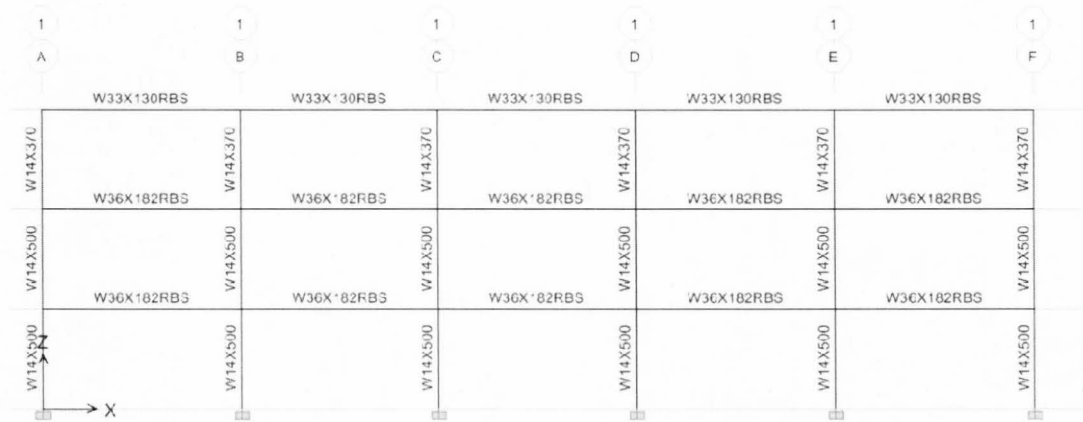 1 1 1 1 1 1
A B C D E F
W33X130RBS W33X130RBS W33X130RBS W33X130RBS W33X130RBS
W14X370 W14X370 W14X370 W14X370 W14X370 W14X370
W36X182RBS W36X182RBS W36X182RBS W36X182RBS W36X182RBS
W14X500 W14X500 W14X500 W14X500 W14X500 W14X500
W36X182RBS W36X182RBS W36X182RBS W36X182RBS W36X182RBS
W14X500 W14X500 W14X500 W14X500 W14X500 W14X500
Z
X